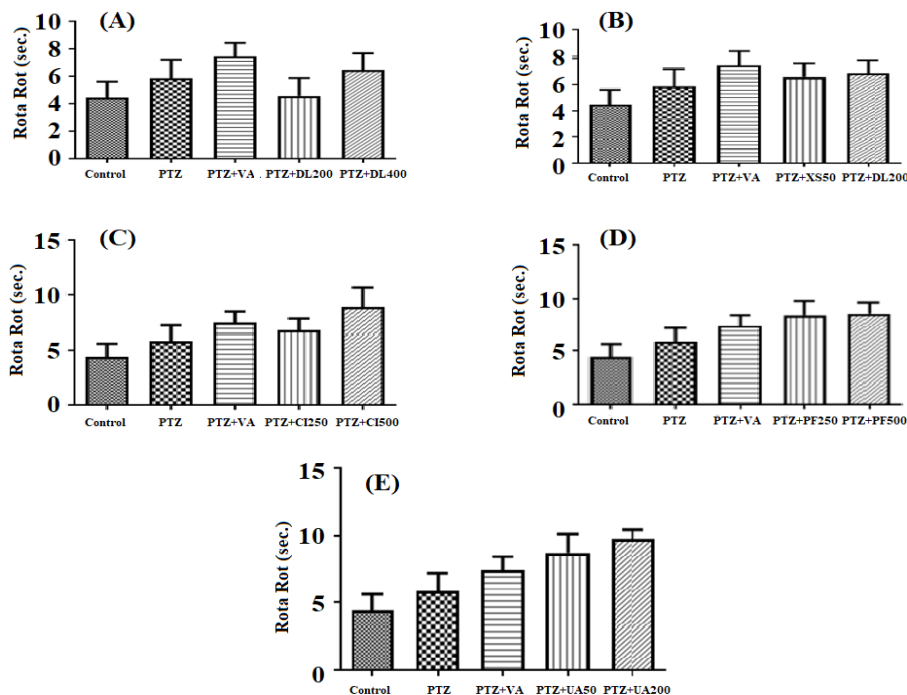 (A)
Rota Rot (sec.)
10
8
6
4
2
0
Control PTZ PTZ+VA PTZ+DL200 PTZ+DL400
(B)
Rota Rot (sec.)
10
8
6
4
2
0
Control PTZ PTZ+VA PTZ+XS50 PTZ+DL200
(C)
Rota Rot (sec.)
15
10
5
0
Control PTZ PTZ+VA PTZ+CI250 PTZ+CI500
(D)
Rota Rot (sec.)
15
10
5
0
Control PTZ PTZ+VA PTZ+PF250 PTZ+PF500
(E)
Rota Rot (sec.)
15
10
5
0
Control PTZ PTZ+VA PTZ+UA50 PTZ+UA200